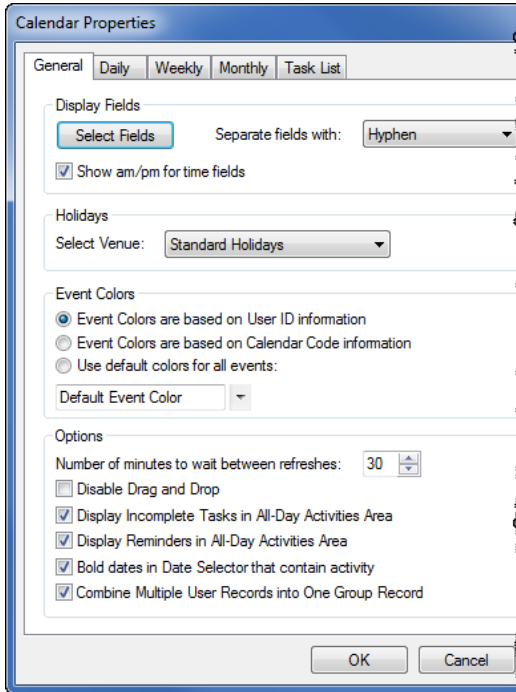 Calendar Properties
General Daily Weekly Monthly Task List
Display Fields
Select Fields Separate fields with: Hyphen
Show am/pm for time fields
Holidays
Select Venue: Standard Holidays
Event Colors
Event Colors are based on User ID information
Event Colors are based on Calendar Code information
Use default colors for all events:
Default Event Color
Options
Number of minutes to wait between refreshes: 30
Disable Drag and Drop
Display Incomplete Tasks in All-Day Activities Area
Display Reminders in All-Day Activities Area
Bold dates in Date Selector that contain activity
Combine Multiple User Records into One Group Record
OK Cancel